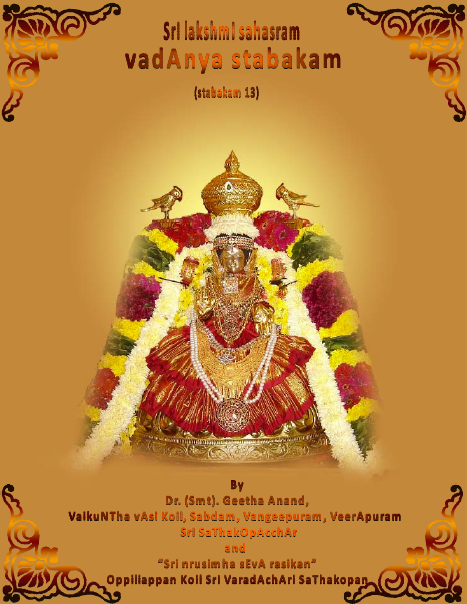 Sri lakshmI sahasram
vadAnya stabakam
(stabakam 13)
By
Dr. (Smt). Geetha Anand,
VaikuNTha vAsi Koil, Sabdam, Vangeepuram, VeerApuram
Sri SaThakOpAcchAr
and
“Sri nrusimha sEvA rasikan”
Oppiliappan Koil Sri VaradAchAri SaThakopan